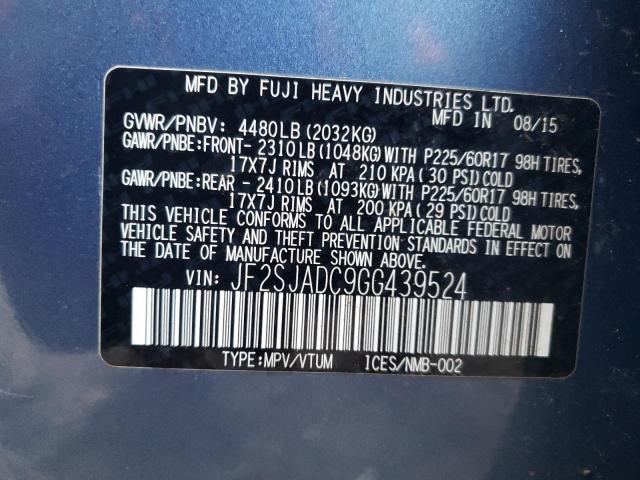 MFD BY FUJI HEAVY INDUSTRIES LTD.
MFD IN 08/15
GVWR/PNBV: 4480LB(2032KG)
GAWR/PNBE:FRONT- 2310LB(1048KG)WITH P225/60R17 98H TIRES,
17X7J RIMS AT 210 KPA(30 PSI)COLD
GAWR/PNBE:REAR - 2410LB(1093KG)WITH P225/60R17 98H TIRES,
17X7J RIMS AT 200 KPA(29 PSI)COLD
THIS VEHICLE CONFORMS TO ALL APPLICABLE FEDERAL MOTOR
VEHICLE SAFETY AND THEFT PREVENTION STANDARDS IN EFFECT ON
THE DATE OF MANUFACTURE SHOWN ABOVE.
VIN: JF2SJADC9GG439524
TYPE:MPV/VTUM ICES/NMB-002